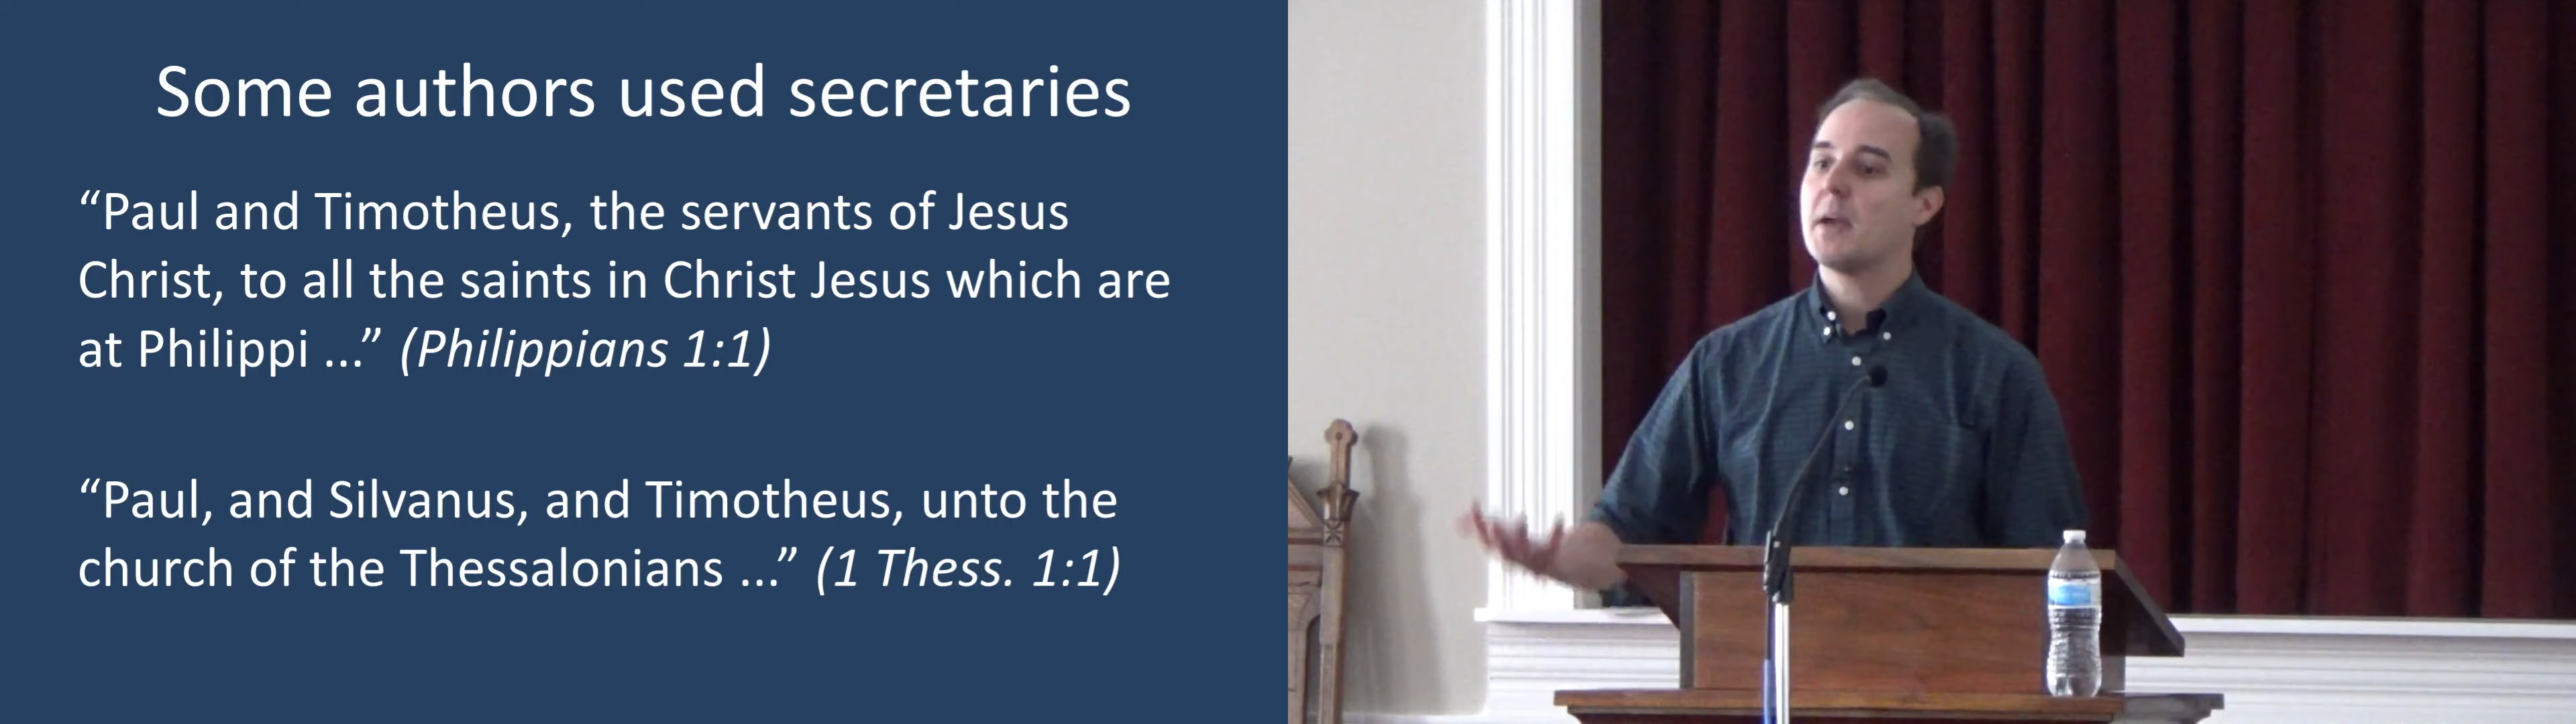 Some authors used secretaries
“Paul and Timotheus, the servants of Jesus
Christ, to all the saints in Christ Jesus which are
at Philippi ...” (Philippians 1:1)
“Paul, and Silvanus, and Timotheus, unto the
church of the Thessalonians ...” (1 Thess. 1:1)